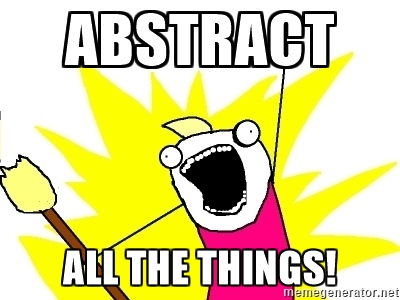 ABSTRACT
ALL THE THINGS!
memegenerator.net